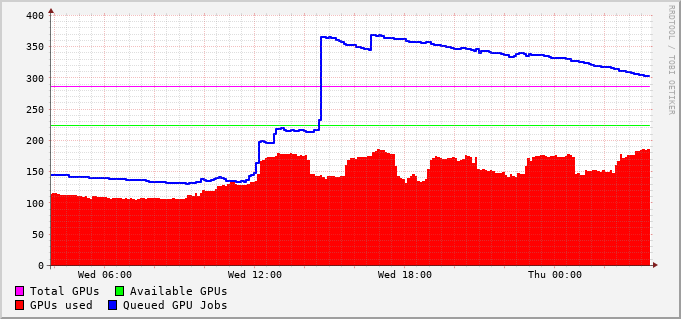 400
350
300
250
200
150
100
50
0
Wed 06:00 Wed 12:00 Wed 18:00 Thu 00:00
Total GPUs Available GPUs
GPUs used Queued GPU Jobs
RRDTOOL / TOBI OETIKER